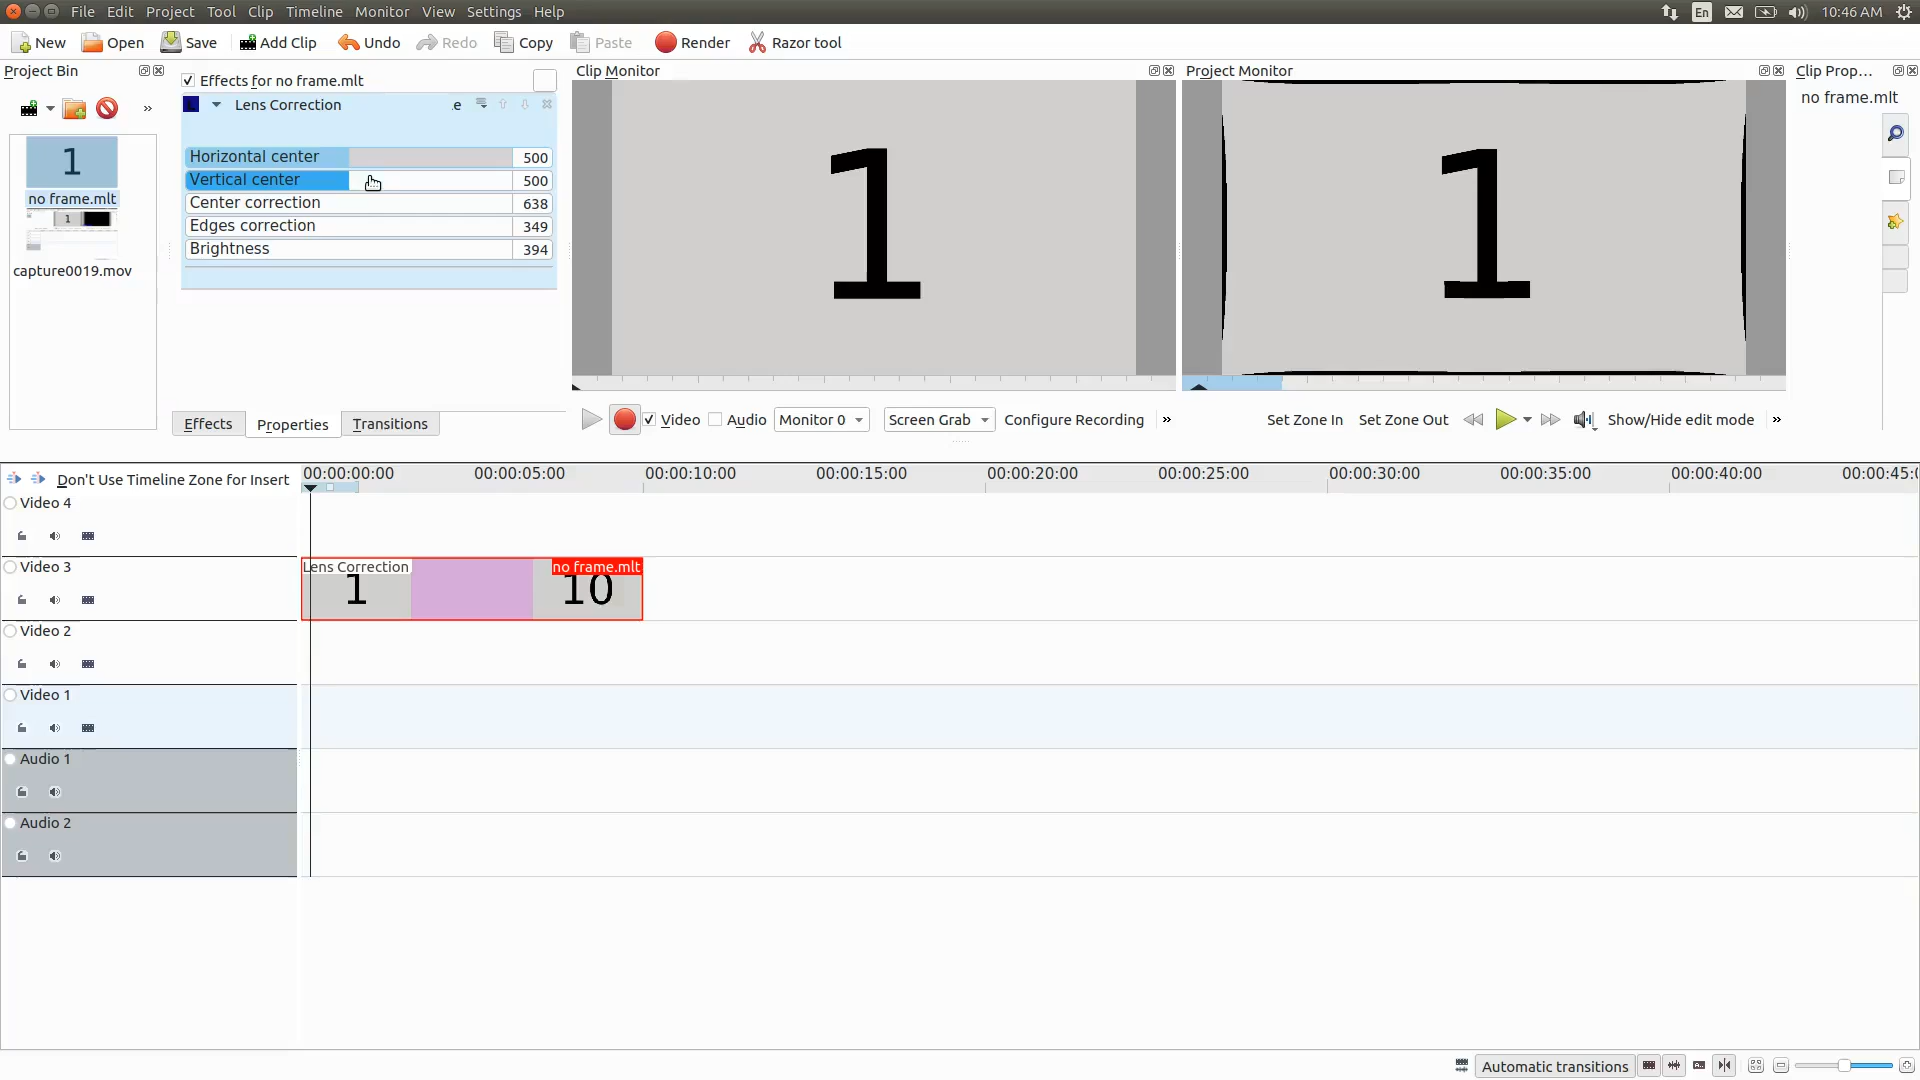 File Edit Project Tool Clip Timeline Monitor View Settings Help
En 10:46 AM
New Open Save Add Clip Undo Redo Copy Paste Render Razor tool
Project Bin
»
1
no frame.mlt
1
capture0019.mov
Effects for no frame.mlt
L Lens Correction .e
Horizontal center 500
Vertical center 500
Center correction 638
Edges correction 349
Brightness 394
Effects Properties Transitions
Clip Monitor
1
Video Audio Monitor 0 Screen Grab Configure Recording »
Project Monitor
1
Set Zone In Set Zone Out Show/Hide edit mode »
Clip Prop...
no frame.mlt
Don't Use Timeline Zone for Insert
00:00:00:00 00:00:05:00 00:00:10:00 00:00:15:00 00:00:20:00 00:00:25:00 00:00:30:00 00:00:35:00 00:00:40:00 00:00:45:
Video 4
Video 3
Lens Correction no frame.mlt
1 10
Video 2
Video 1
Audio 1
Audio 2
Automatic transitions